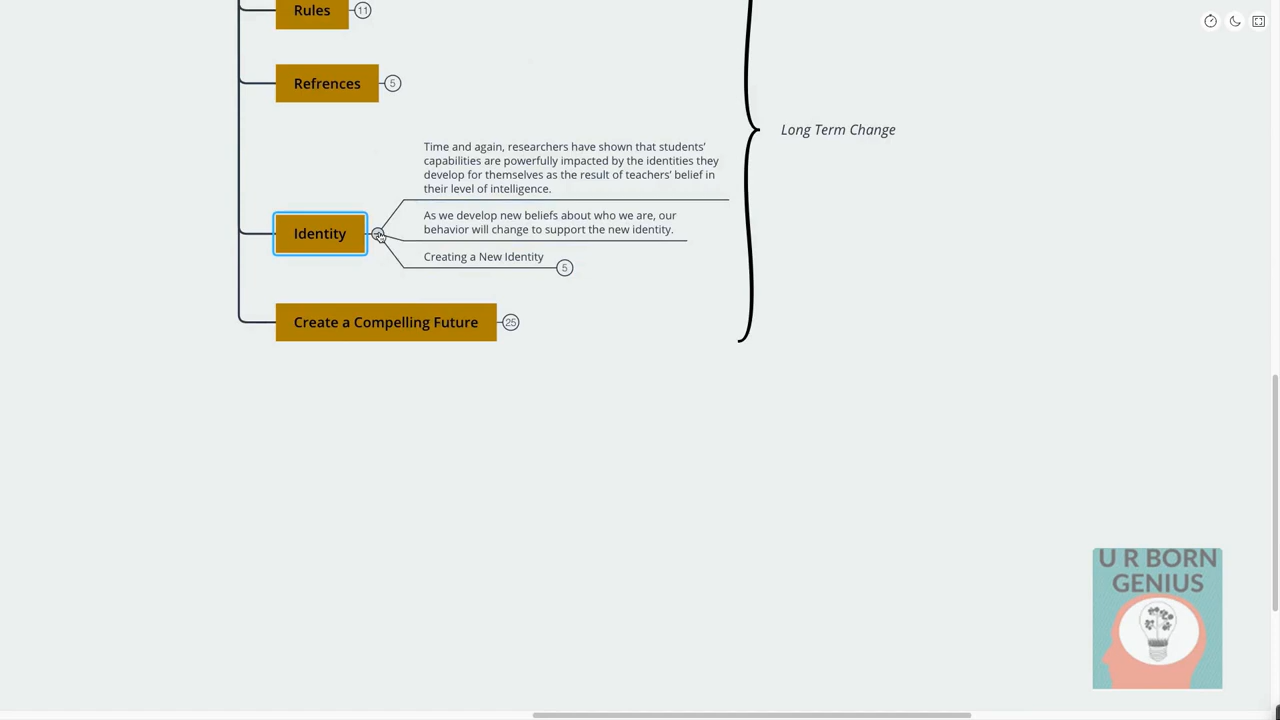 Rules
11
Refrences
5
Long Term Change
Time and again, researchers have shown that students’
capabilities are powerfully impacted by the identities they
develop for themselves as the result of teachers’ belief in
their level of intelligence.
Identity
As we develop new beliefs about who we are, our
behavior will change to support the new identity.
Creating a New Identity
5
Create a Compelling Future
25
U R BORN
GENIUS